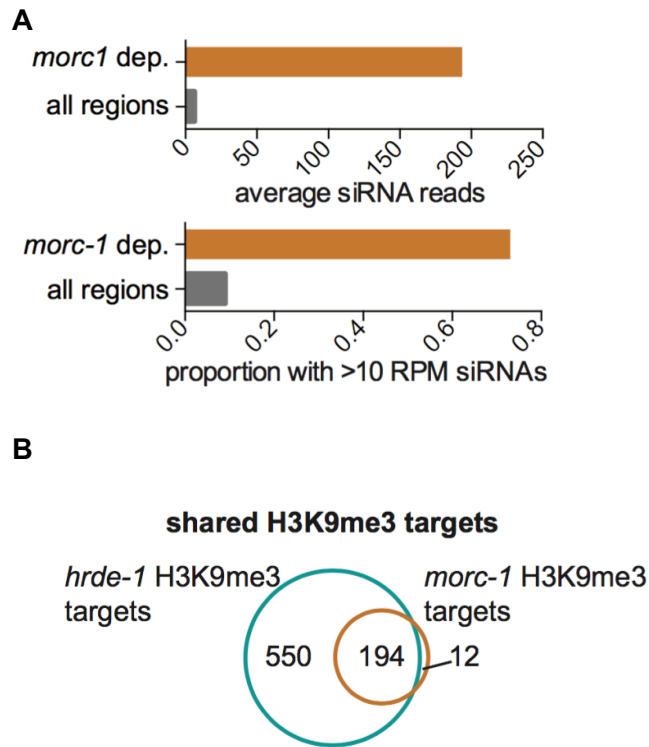 A
morc1 dep.
all regions
0 50 100 150 200 250
average siRNA reads
morc-1 dep.
all regions
0.0 0.2 0.4 0.6 0.8
proportion with >10 RPM siRNAs
B
shared H3K9me3 targets
hrde-1 H3K9me3
targets
morc-1 H3K9me3
targets
550 194 12